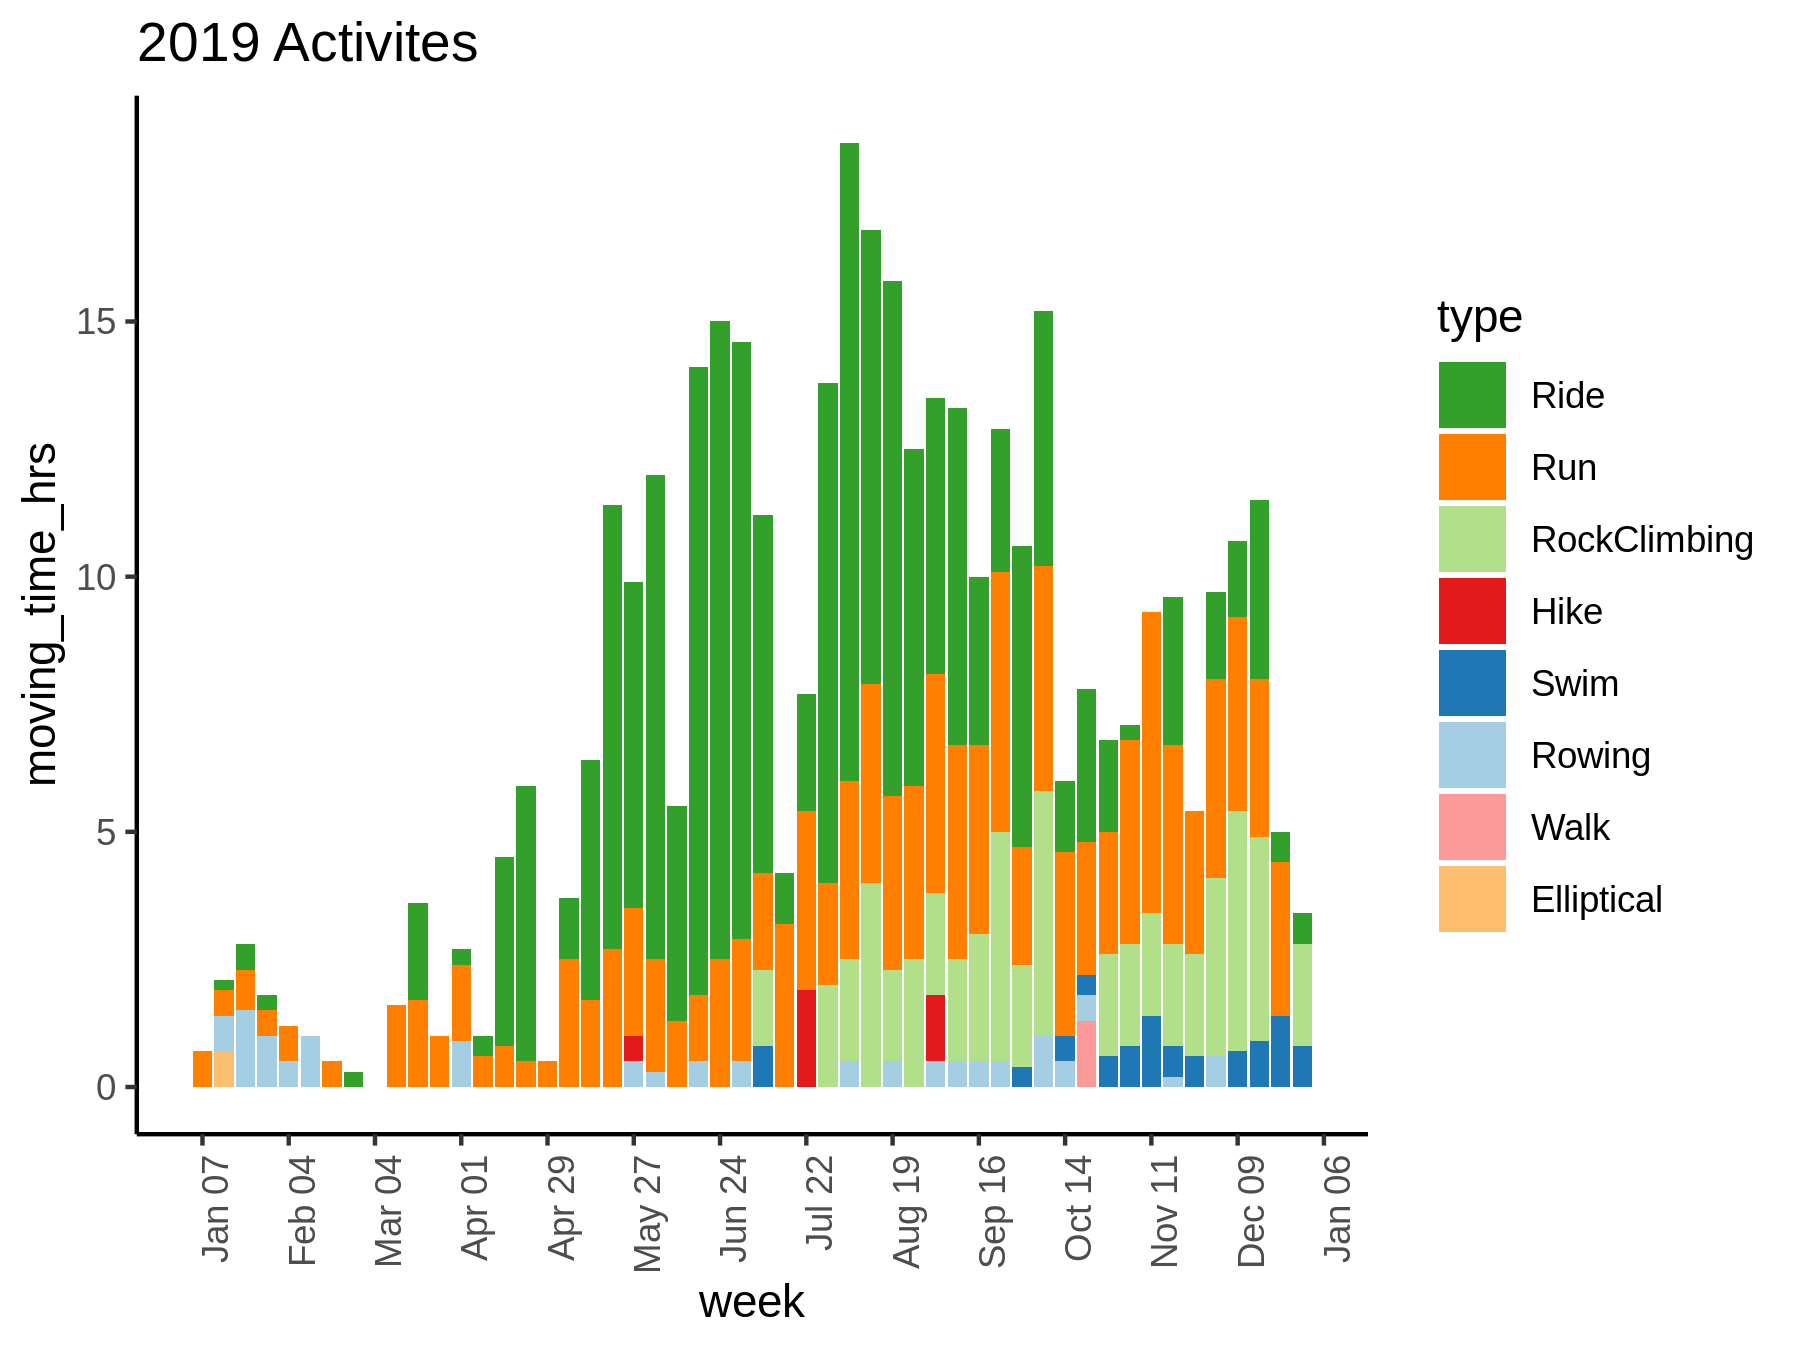 2019 Activites
moving_time_hrs
15
10
5
0
Jan 07
Feb 04
Mar 04
Apr 01
Apr 29
May 27
Jun 24
Jul 22
Aug 19
Sep 16
Oct 14
Nov 11
Dec 09
Jan 06
week
type
Ride
Run
RockClimbing
Hike
Swim
Rowing
Walk
Elliptical